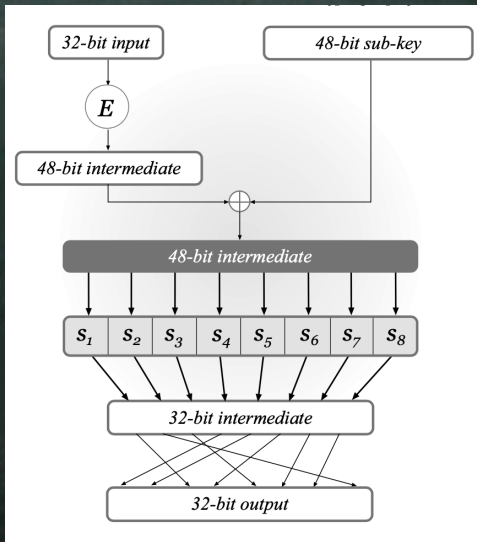 32-bit input
48-bit sub-key
E
48-bit intermediate
48-bit intermediate
S1 S2 S3 S4 S5 S6 S7 S8
32-bit intermediate
32-bit output